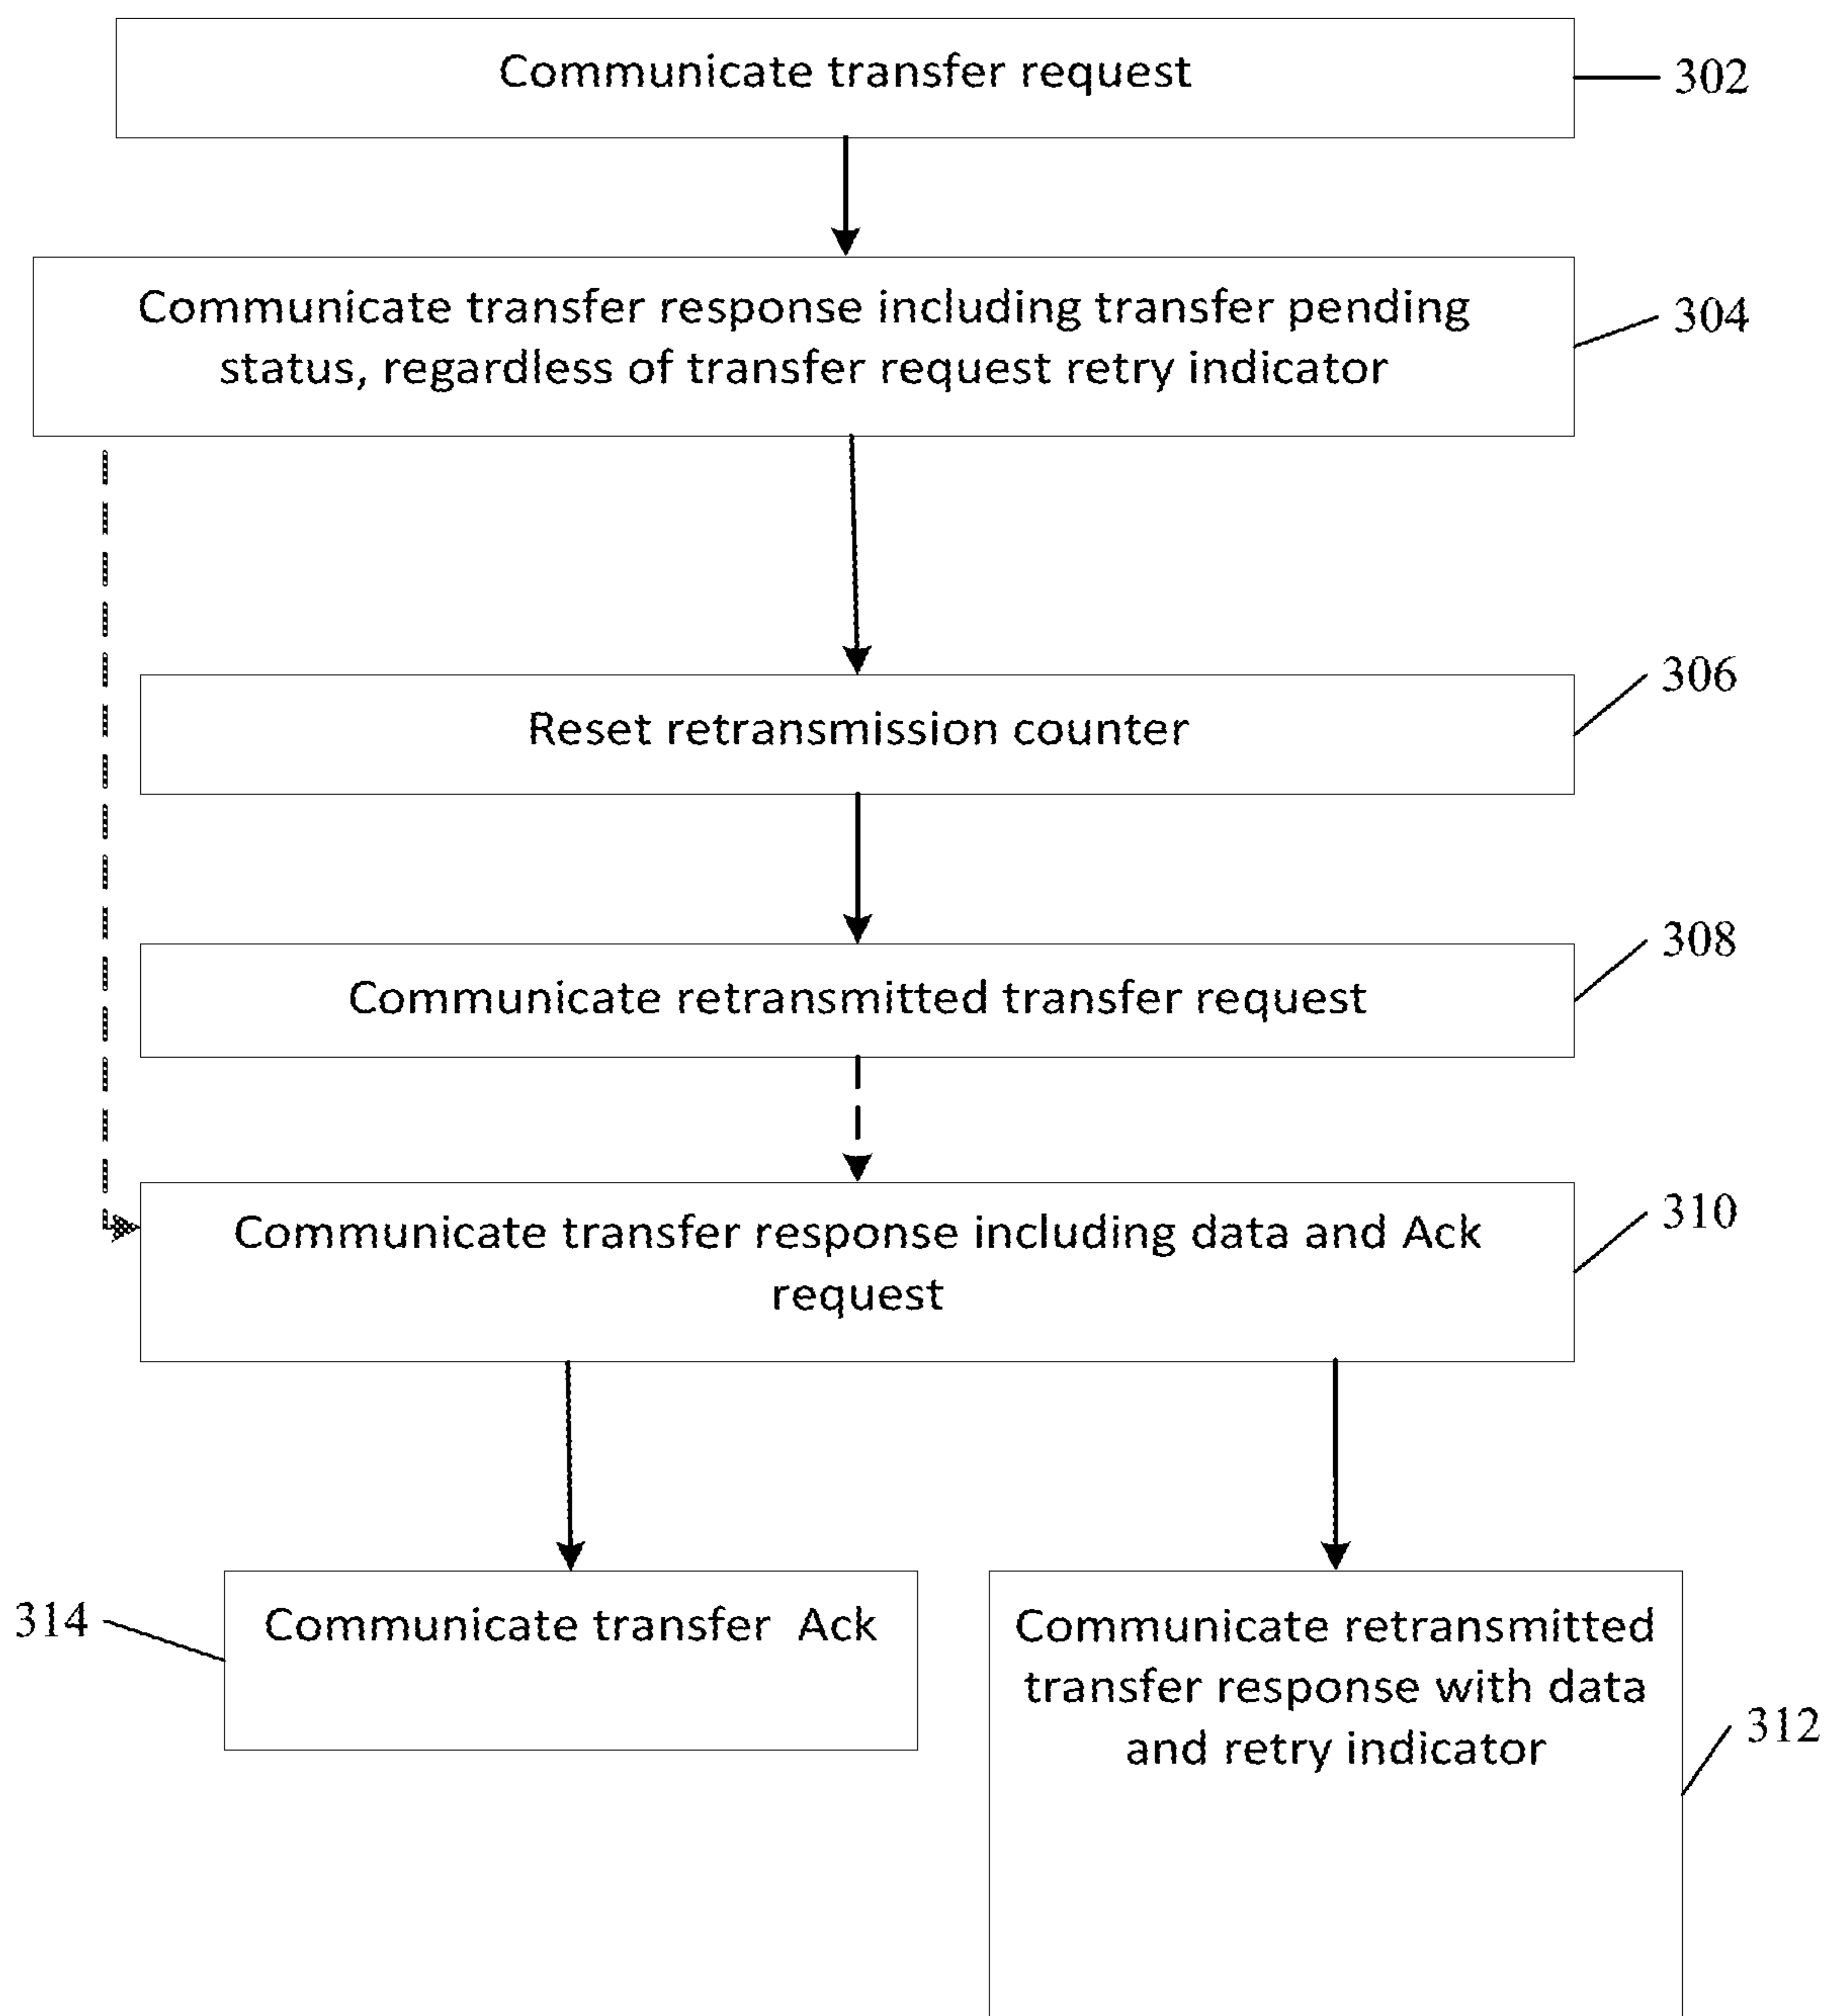 Communicate transfer request
302
Communicate transfer response including transfer pending
status, regardless of transfer request retry indicator
304
306
Reset retransmission counter
308
Communicate retransmitted transfer request
310
Communicate transfer response including data and Ack
request
314
Communicate transfer Ack
Communicate retransmitted
transfer response with data
and retry indicator
312